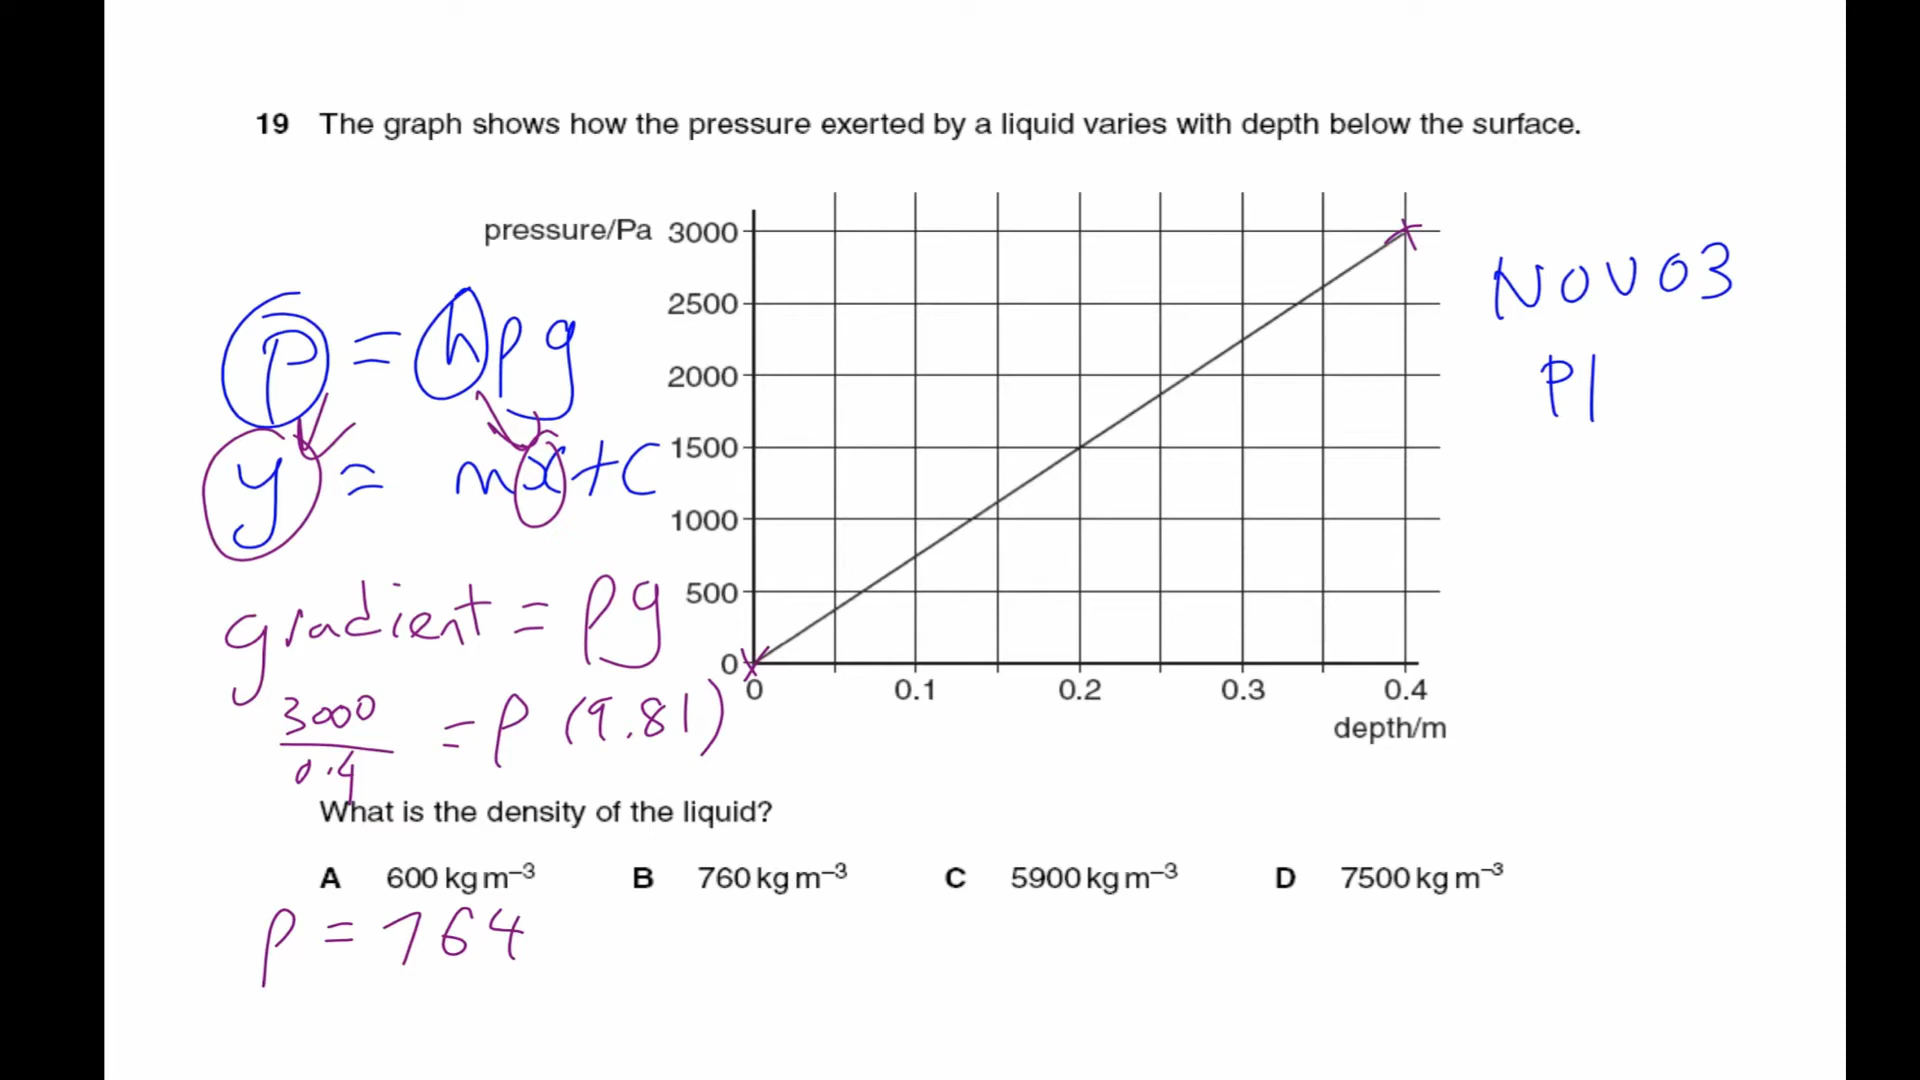 19 The graph shows how the pressure exerted by a liquid varies with depth below the surface.
pressure/Pa
3000
2500
2000
1500
1000
500
0
0 0.1 0.2 0.3 0.4
depth/m
NOV 03
P1
P = hρg
y = mx+c
gradient = ρg
3000
0.4
= ρ (9.81)
What is the density of the liquid?
A 600 kg m⁻³ B 760 kg m⁻³ C 5900 kg m⁻³ D 7500 kg m⁻³
ρ = 764